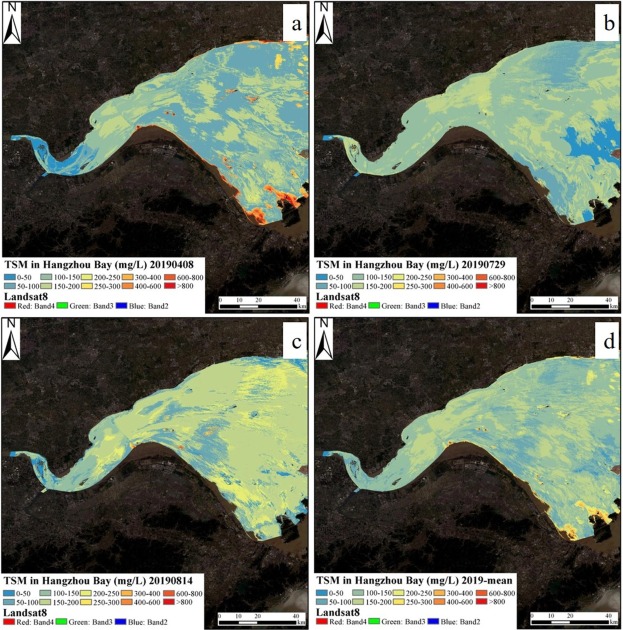 N
a
TSM in Hangzhou Bay (mg/L) 20190408
0-50 100-150 200-250 300-400 600-800
50-100 150-200 250-300 400-600 >800
Landsat8
Red: Band4 Green: Band3 Blue: Band2
0 10 20 40
km
N
b
TSM in Hangzhou Bay (mg/L) 20190729
0-50 100-150 200-250 300-400 600-800
50-100 150-200 250-300 400-600 >800
Landsat8
Red: Band4 Green: Band3 Blue: Band2
0 10 20 40
km
N
c
TSM in Hangzhou Bay (mg/L) 20190814
0-50 100-150 200-250 300-400 600-800
50-100 150-200 250-300 400-600 >800
Landsat8
Red: Band4 Green: Band3 Blue: Band2
0 10 20 40
km
N
d
TSM in Hangzhou Bay (mg/L) 2019-mean
0-50 100-150 200-250 300-400 600-800
50-100 150-200 250-300 400-600 >800
Landsat8
Red: Band4 Green: Band3 Blue: Band2
0 10 20 40
km